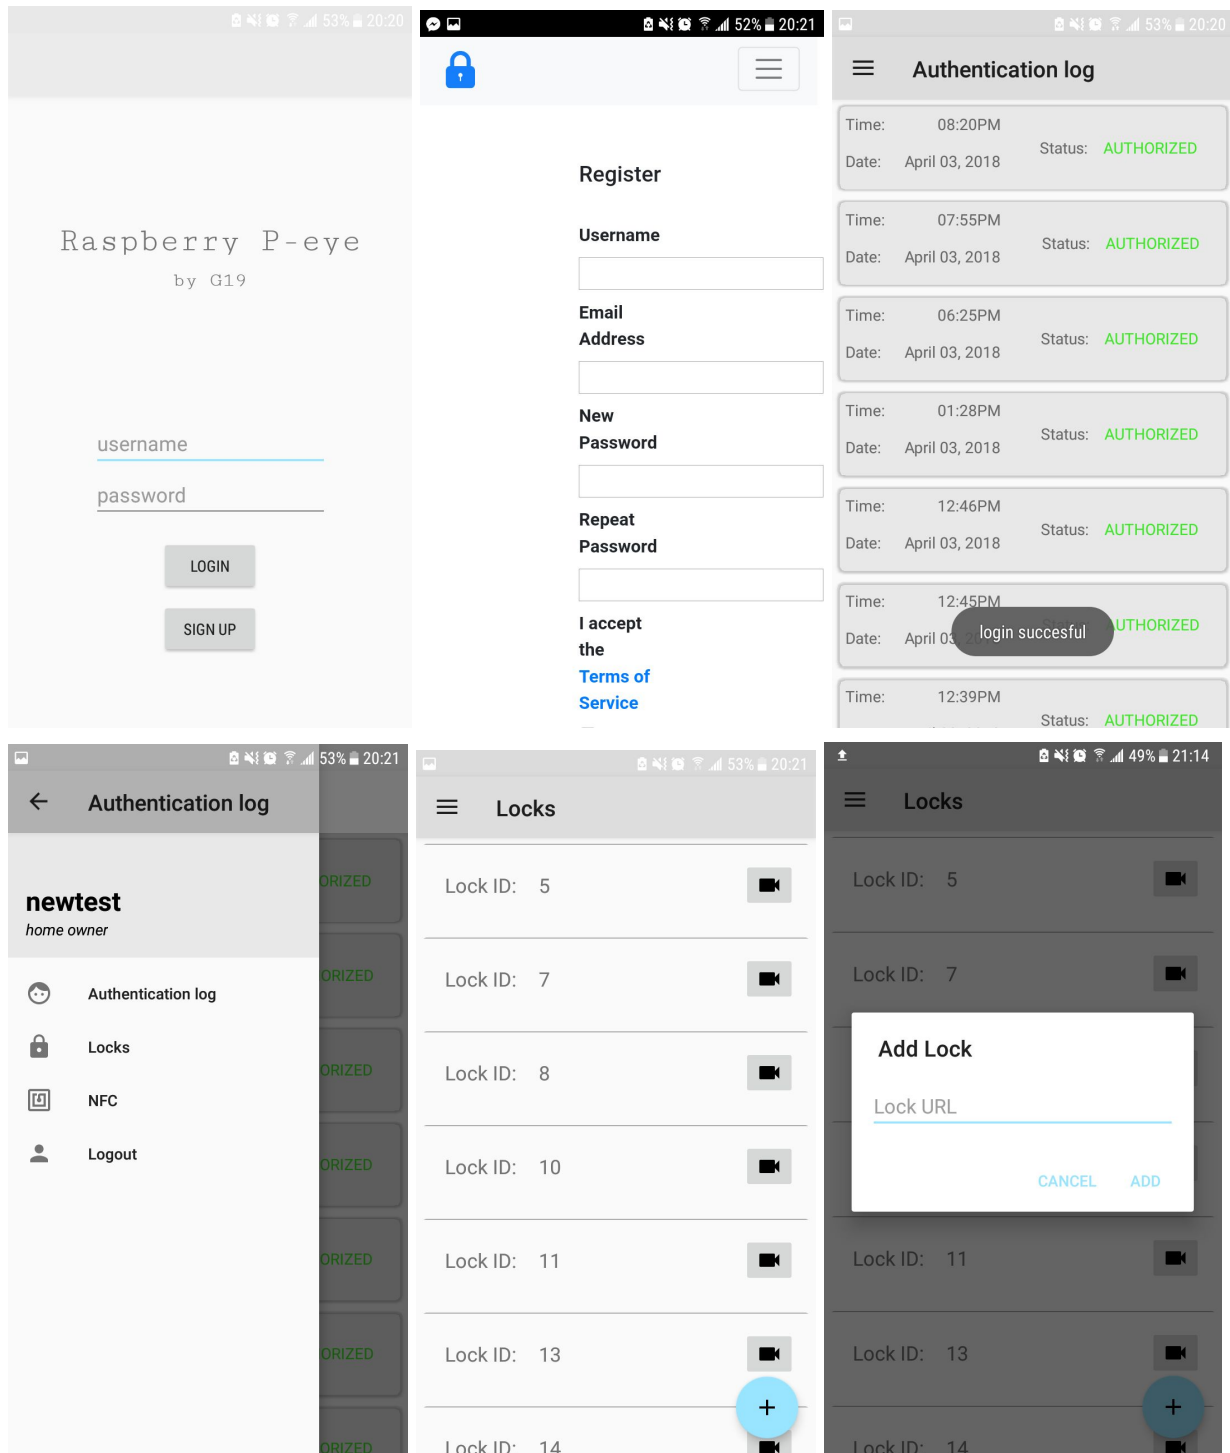 53% 20:20
Raspberry P-eye
by G19
username
password
LOGIN
SIGN UP
52% 20:21
Register
Username
Email
Address
New
Password
Repeat
Password
I accept
the
Terms of
Service
53% 20:20
Authentication log
Time: 08:20PM
Status: AUTHORIZED
Date: April 03, 2018
Time: 07:55PM
Status: AUTHORIZED
Date: April 03, 2018
Time: 06:25PM
Status: AUTHORIZED
Date: April 03, 2018
Time: 01:28PM
Status: AUTHORIZED
Date: April 03, 2018
Time: 12:46PM
Status: AUTHORIZED
Date: April 03, 2018
Time: 12:45PM
UTHORIZED
Date: April 03, 20
login succesful
Time: 12:39PM
Status: AUTHORIZED
53% 20:21
Authentication log
newtest
home owner
Authentication log
Locks
NFC
Logout
ORIZED
ORIZED
ORIZED
ORIZED
ORIZED
ORIZED
ORIZED
53% 20:21
Locks
Lock ID: 5
Lock ID: 7
Lock ID: 8
Lock ID: 10
Lock ID: 11
Lock ID: 13
+
Lock ID: 14
49% 21:14
Locks
Lock ID: 5
Lock ID: 7
Add Lock
Lock URL
CANCEL ADD
Lock ID: 11
Lock ID: 13
+
Lock ID: 14